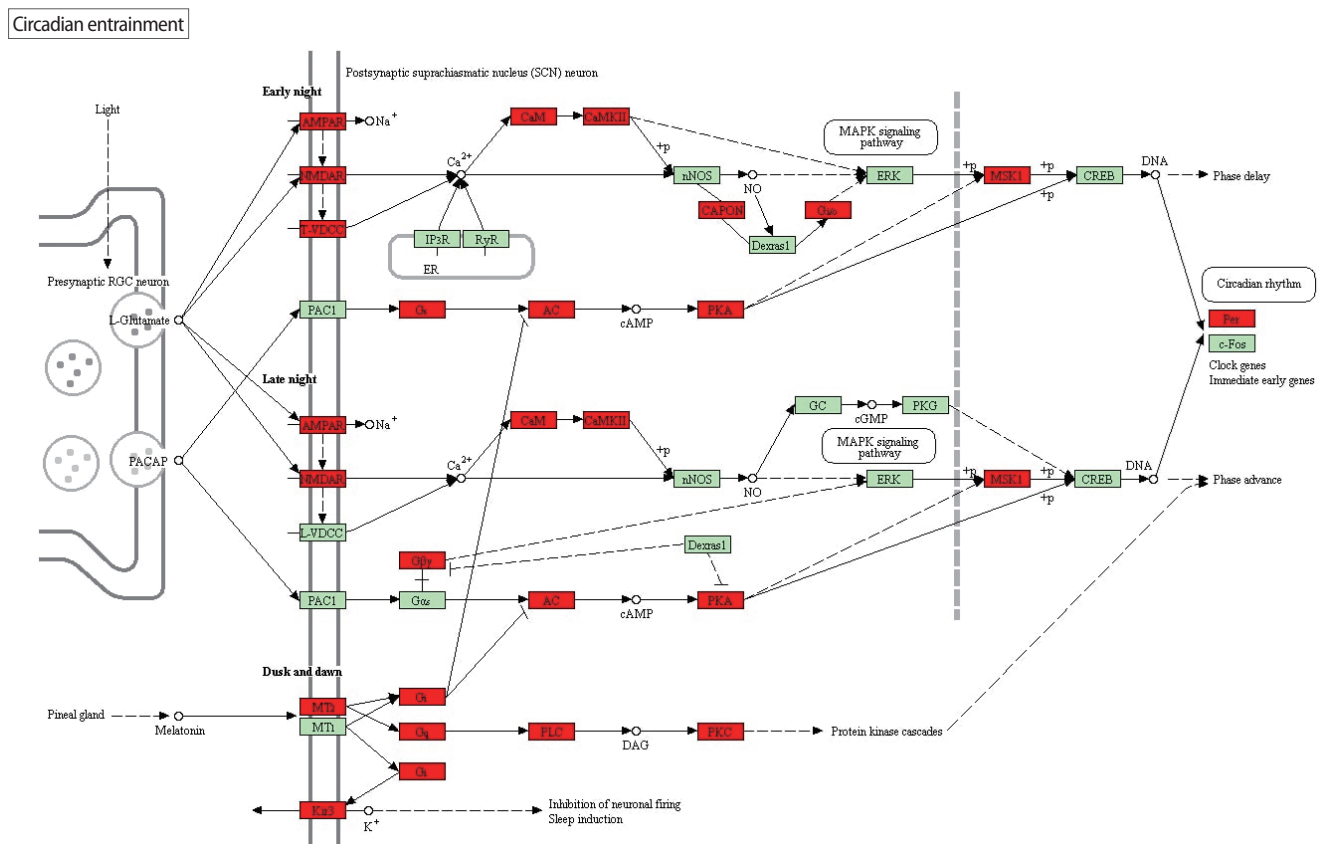 Circadian entrainment
Postsynaptic suprachiasmatic nucleus (SCN) neuron
Early night
Light
AMPAR
Na+
CaM
CaMKII
MAPK signaling
pathway
+p
Ca2+
NMDAR
nNOS
NO
ERK
+p
MSK1
+p
CREB
DNA
Phase delay
+p
CAPON
T-VDCC
IP3R
RyR
Dexras1
ER
Presynaptic RGC neuron
Circadian rhythm
PAC1
AC
cAMP
PKA
L-Glutamate
Per
c-Fos
Clock genes
Immediate early genes
Late night
GC
cGMP
PKG
AMPAR
Na+
CaM
CaMKII
MAPK signaling
pathway
+p
PACAP
Ca2+
NMDAR
nNOS
NO
ERK
+p
MSK1
+p
CREB
DNA
Phase advance
+p
L-VDCC
Dexras1
Gβγ
PAC1
Gαs
AC
cAMP
PKA
Dusk and dawn
Pineal gland
Melatonin
MT1
Gq
PLC
DAG
PKC
Protein kinase cascades
Kir3
K+
Inhibition of neuronal firing
Sleep induction